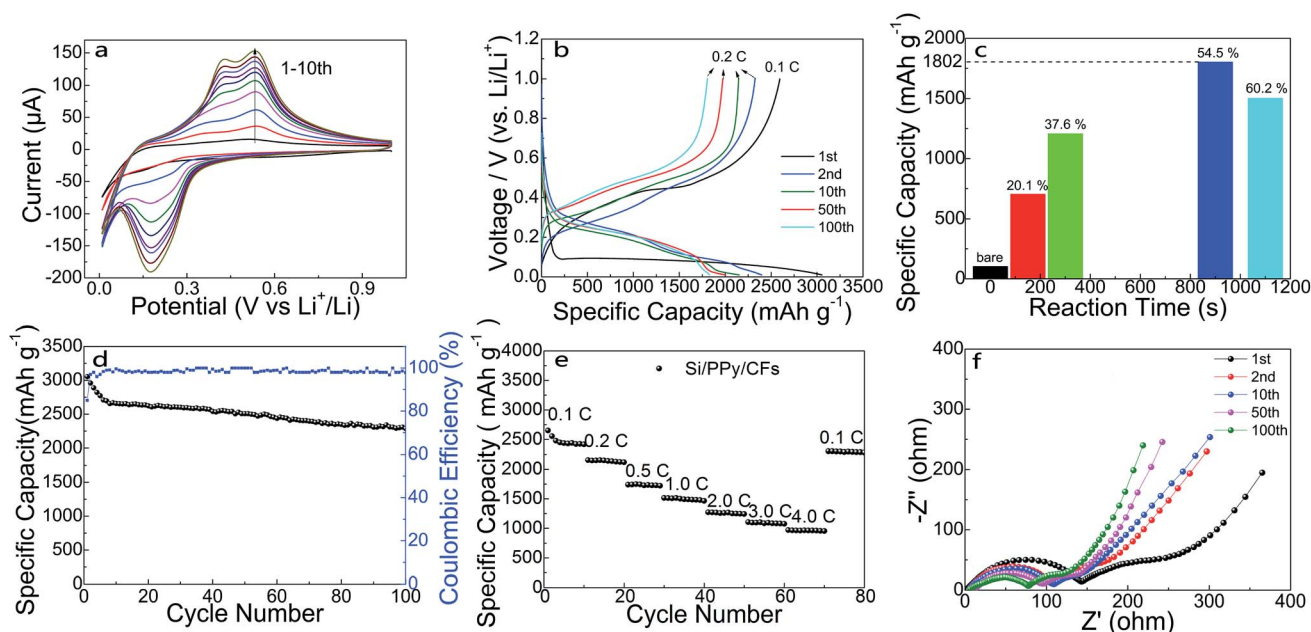 a
150
100
50
0
-50
-100
-150
-200
1-10th
0.0
0.3
0.6
0.9
Current (µA)
Potential (V vs Li⁺/Li)
b
1.4
1.2
1.0
0.8
0.6
0.4
0.2
0.0
0.2 C
0.1 C
1st
2nd
10th
50th
100th
0 500 1000 1500 2000 2500 3000 3500
Voltage / V (vs. Li/Li⁺)
Specific Capacity (mAh g⁻¹)
c
2000
1802
1500
1000
500
0
bare
20.1 %
37.6 %
54.5 %
60.2 %
0 200 400 600 800 1000 1200
Specific Capacity (mAh g⁻¹)
Reaction Time (s)
d
3500
3000
2500
2000
1500
1000
500
0
100
80
60
40
20
0
0 20 40 60 80 100
Specific Capacity(mAh g⁻¹)
Coulombic Efficiency (%)
Cycle Number
e
4000
3500
3000
2500
2000
1500
1000
500
0
Si/PPy/CFs
0.1 C
0.2 C
0.5 C
1.0 C
2.0 C
3.0 C
4.0 C
0.1 C
0 20 40 60 80
Specific Capacity ( mAh g⁻¹)
Cycle Number
f
400
200
0
1st
2nd
10th
50th
100th
0 100 200 300 400
-Z" (ohm)
Z' (ohm)